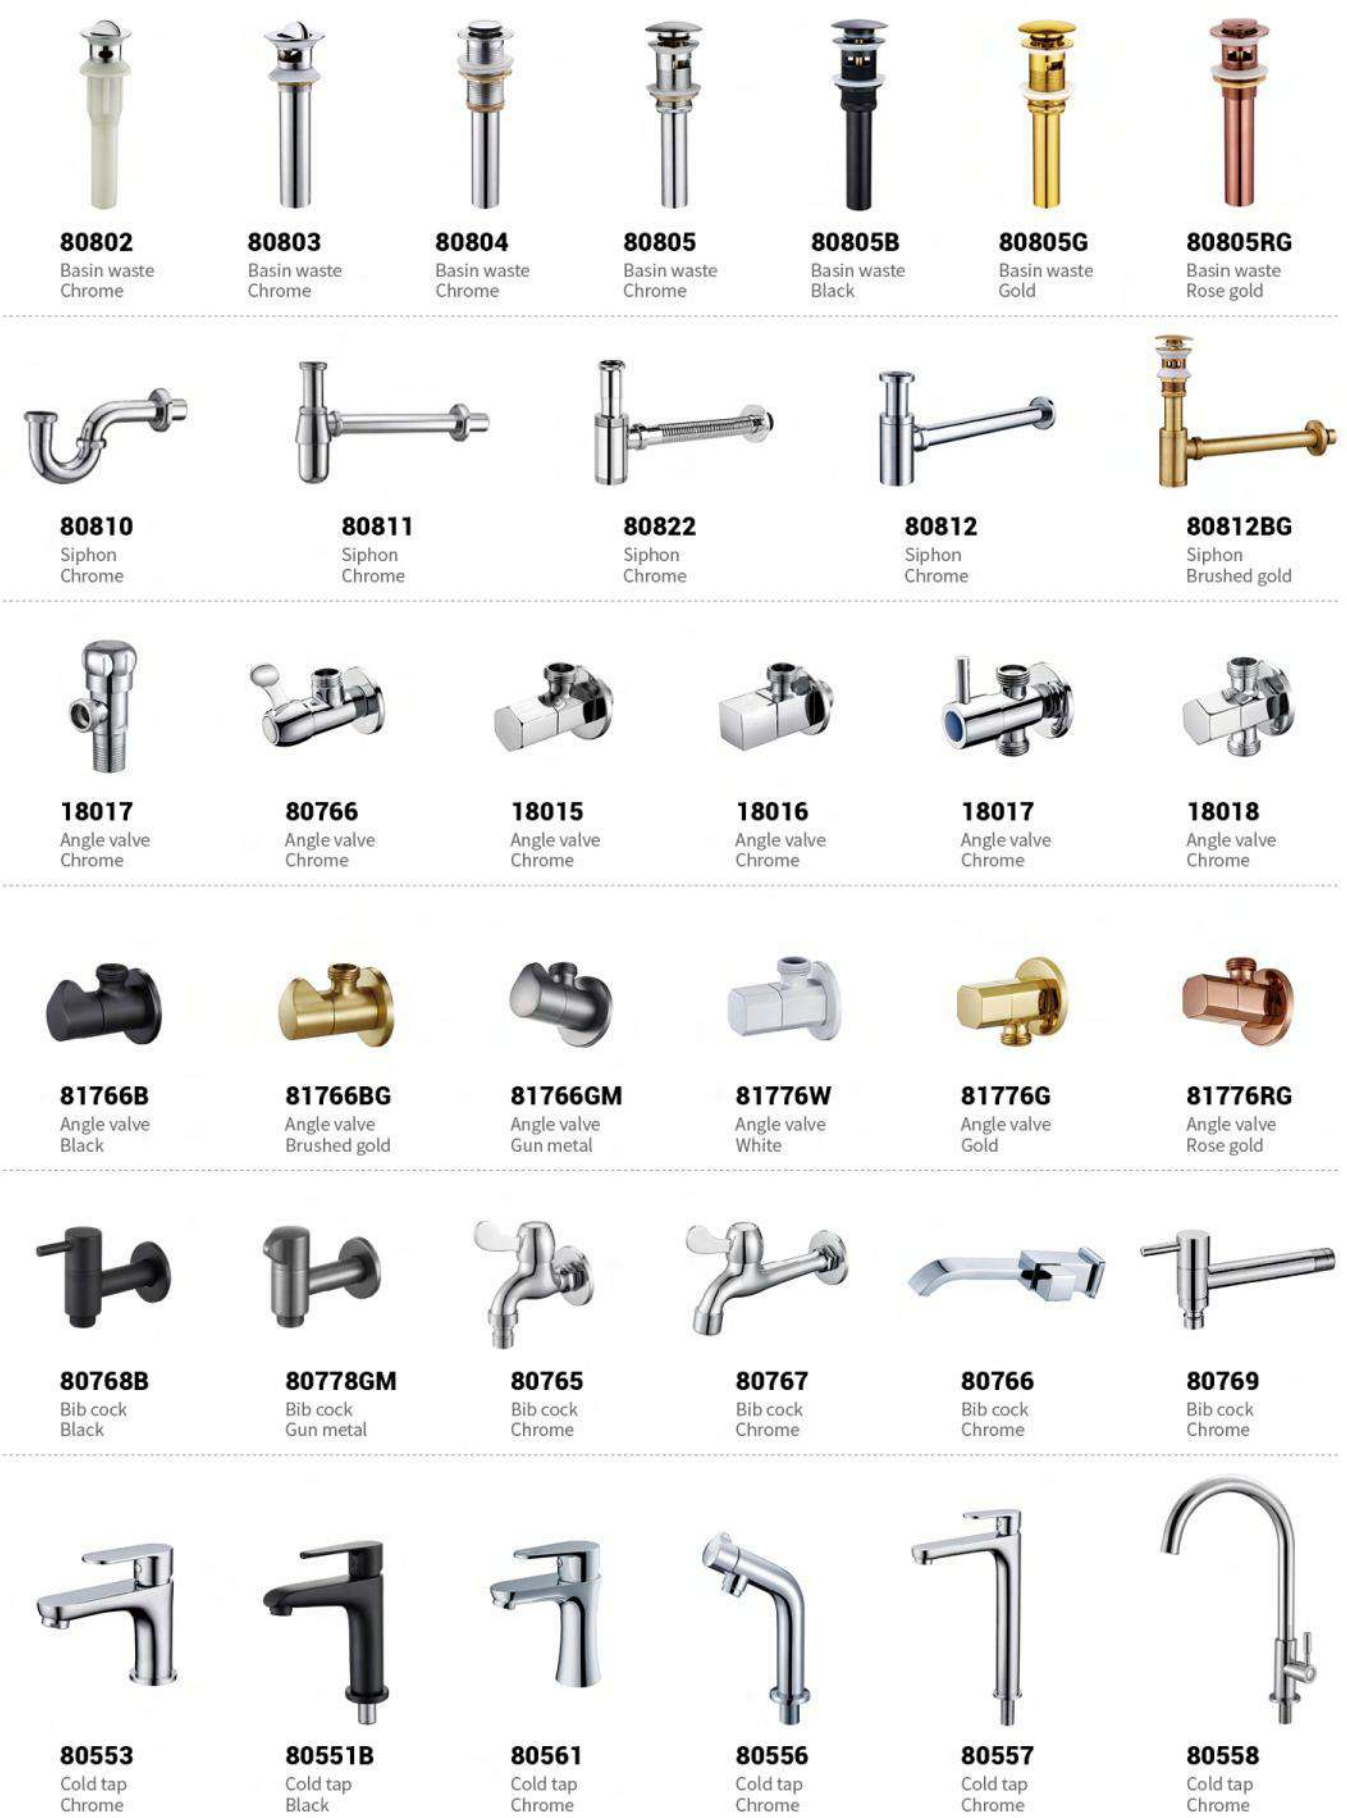 80802
Basin waste
Chrome
80803
Basin waste
Chrome
80804
Basin waste
Chrome
80805
Basin waste
Chrome
80805B
Basin waste
Black
80805G
Basin waste
Gold
80805RG
Basin waste
Rose gold
80810
Siphon
Chrome
80811
Siphon
Chrome
80822
Siphon
Chrome
80812
Siphon
Chrome
80812BG
Siphon
Brushed gold
18017
Angle valve
Chrome
80766
Angle valve
Chrome
18015
Angle valve
Chrome
18016
Angle valve
Chrome
18017
Angle valve
Chrome
18018
Angle valve
Chrome
81766B
Angle valve
Black
81766BG
Angle valve
Brushed gold
81766GM
Angle valve
Gun metal
81776W
Angle valve
White
81776G
Angle valve
Gold
81776RG
Angle valve
Rose gold
80768B
Bib cock
Black
80778GM
Bib cock
Gun metal
80765
Bib cock
Chrome
80767
Bib cock
Chrome
80766
Bib cock
Chrome
80769
Bib cock
Chrome
80553
Cold tap
Chrome
80551B
Cold tap
Black
80561
Cold tap
Chrome
80556
Cold tap
Chrome
80557
Cold tap
Chrome
80558
Cold tap
Chrome